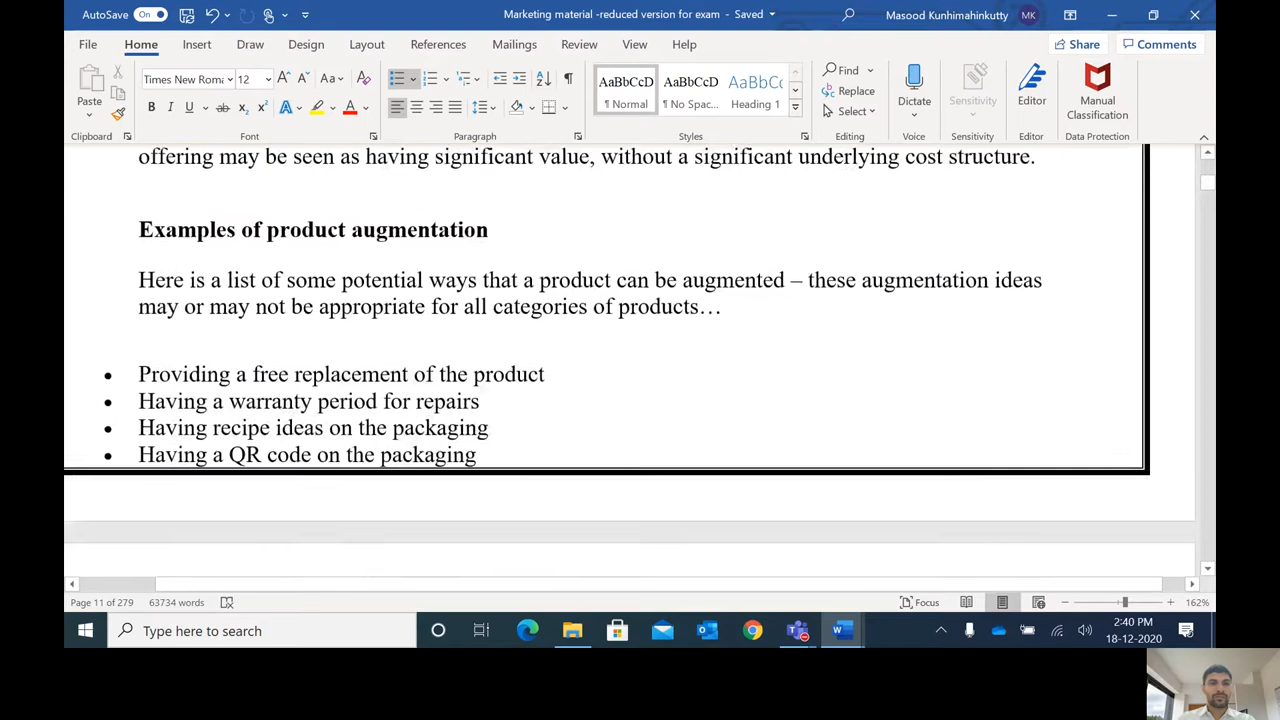 AutoSave On Marketing material -reduced version for exam - Saved Masood Kunhimahinkutty MK
File Home Insert Draw Design Layout References Mailings Review View Help Share Comments
Times New Roma 12 Aa AaBbCcD AaBbCcD AaBbCc Find
Paste B I U ab x₂ x² A A ¶ Normal ¶ No Spac... Heading 1 Replace Dictate Sensitivity Editor Manual Classification
Select
Clipboard Font Paragraph Styles Editing Voice Sensitivity Editor Data Protection
offering may be seen as having significant value, without a significant underlying cost structure.
Examples of product augmentation
Here is a list of some potential ways that a product can be augmented – these augmentation ideas
may or may not be appropriate for all categories of products…
• Providing a free replacement of the product
• Having a warranty period for repairs
• Having recipe ideas on the packaging
• Having a QR code on the packaging
Page 11 of 279 63734 words Focus 162%
Type here to search 2:40 PM
18-12-2020